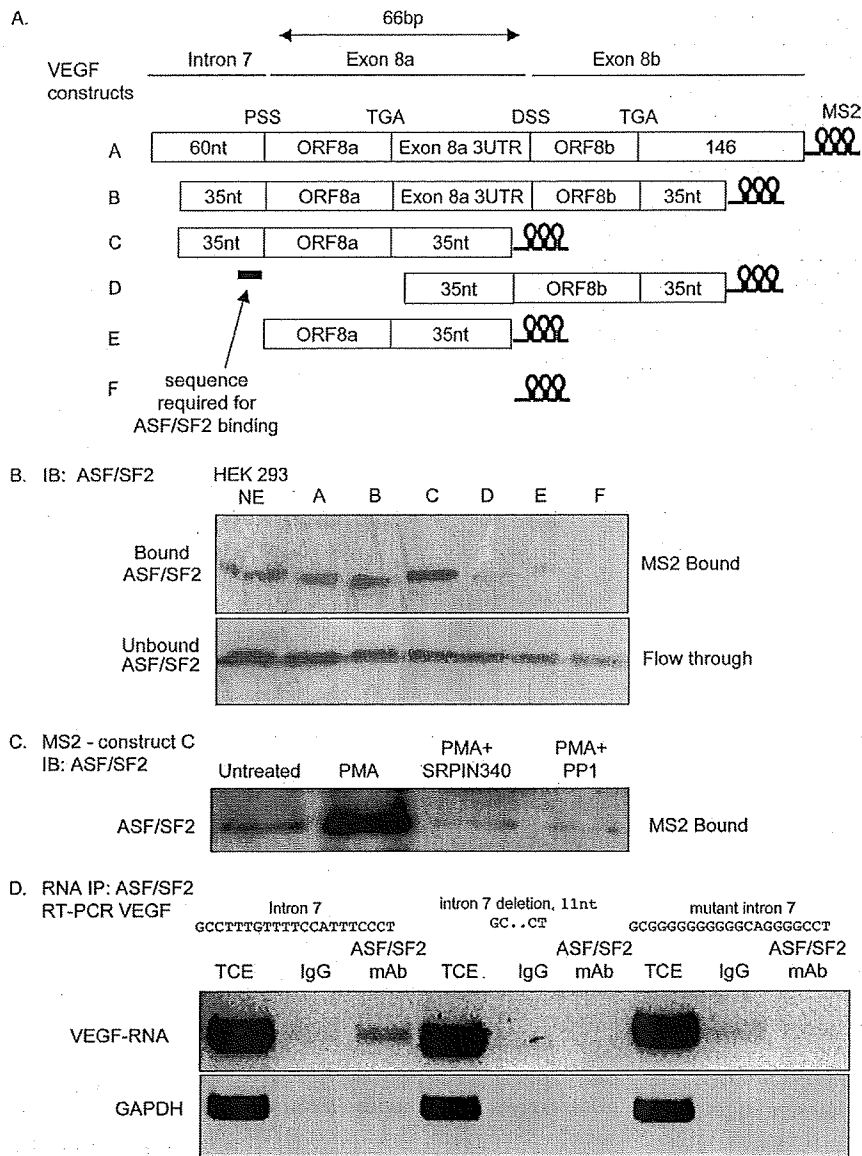 A.
66bp
VEGF constructs
Intron 7 Exon 8a Exon 8b
PSS TGA DSS TGA MS2
A 60nt ORF8a Exon 8a 3UTR ORF8b 146
B 35nt ORF8a Exon 8a 3UTR ORF8b 35nt
C 35nt ORF8a 35nt
D 35nt ORF8b 35nt
E ORF8a 35nt
F
sequence
required for
ASF/SF2 binding
B. IB: ASF/SF2 HEK 293
NE A B C D E F
Bound
ASF/SF2
MS2 Bound
Unbound
ASF/SF2
Flow through
C. MS2 - construct C
IB: ASF/SF2
Untreated PMA PMA+
SRPIN340 PMA+
PP1
ASF/SF2 MS2 Bound
D. RNA IP: ASF/SF2
RT-PCR VEGF
Intron 7
GCCTTTGTTTTCCATTTCCCT
intron 7 deletion, 11nt
GC..CT
mutant intron 7
GCGGGGGGGGGGCAGGGGCCT
TCE IgG ASF/SF2
mAb TCE IgG ASF/SF2
mAb TCE IgG ASF/SF2
mAb
VEGF-RNA
GAPDH